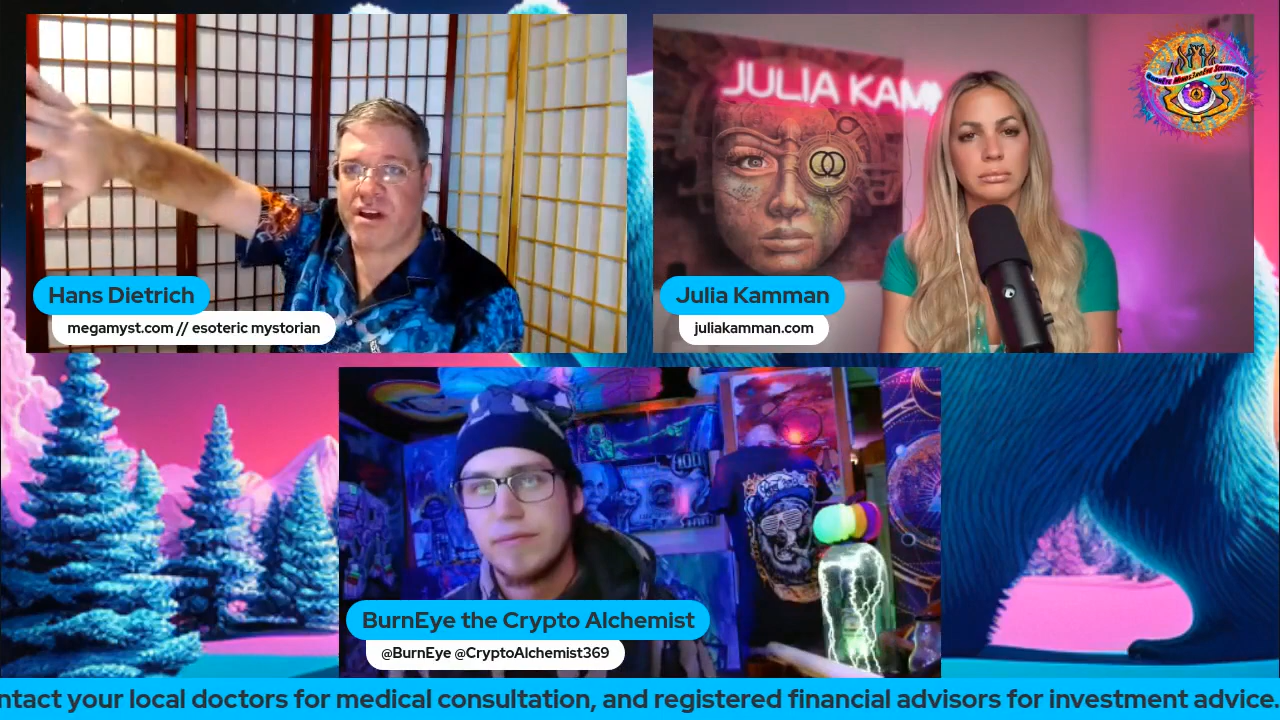 JULIA KAM
Hans Dietrich
megamyst.com // esoteric mystorian
Julia Kamman
juliakamman.com
100
BurnEye the Crypto Alchemist
@BurnEye @CryptoAlchemist369
ntact your local doctors for medical consultation, and registered financial advisors for investment advice.